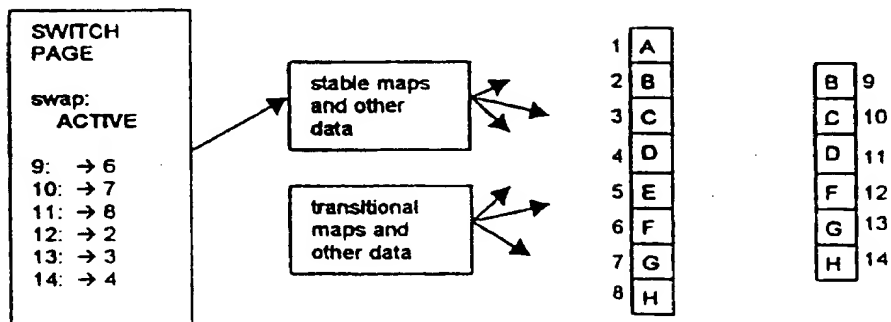 SWITCH
PAGE
swap:
ACTIVE
9: → 6
10: → 7
11: → 8
12: → 2
13: → 3
14: → 4
stable maps
and other
data
transitional
maps and
other data
1 A
2 B
3 C
4 D
5 E
6 F
7 G
8 H
B 9
C 10
D 11
F 12
G 13
H 14